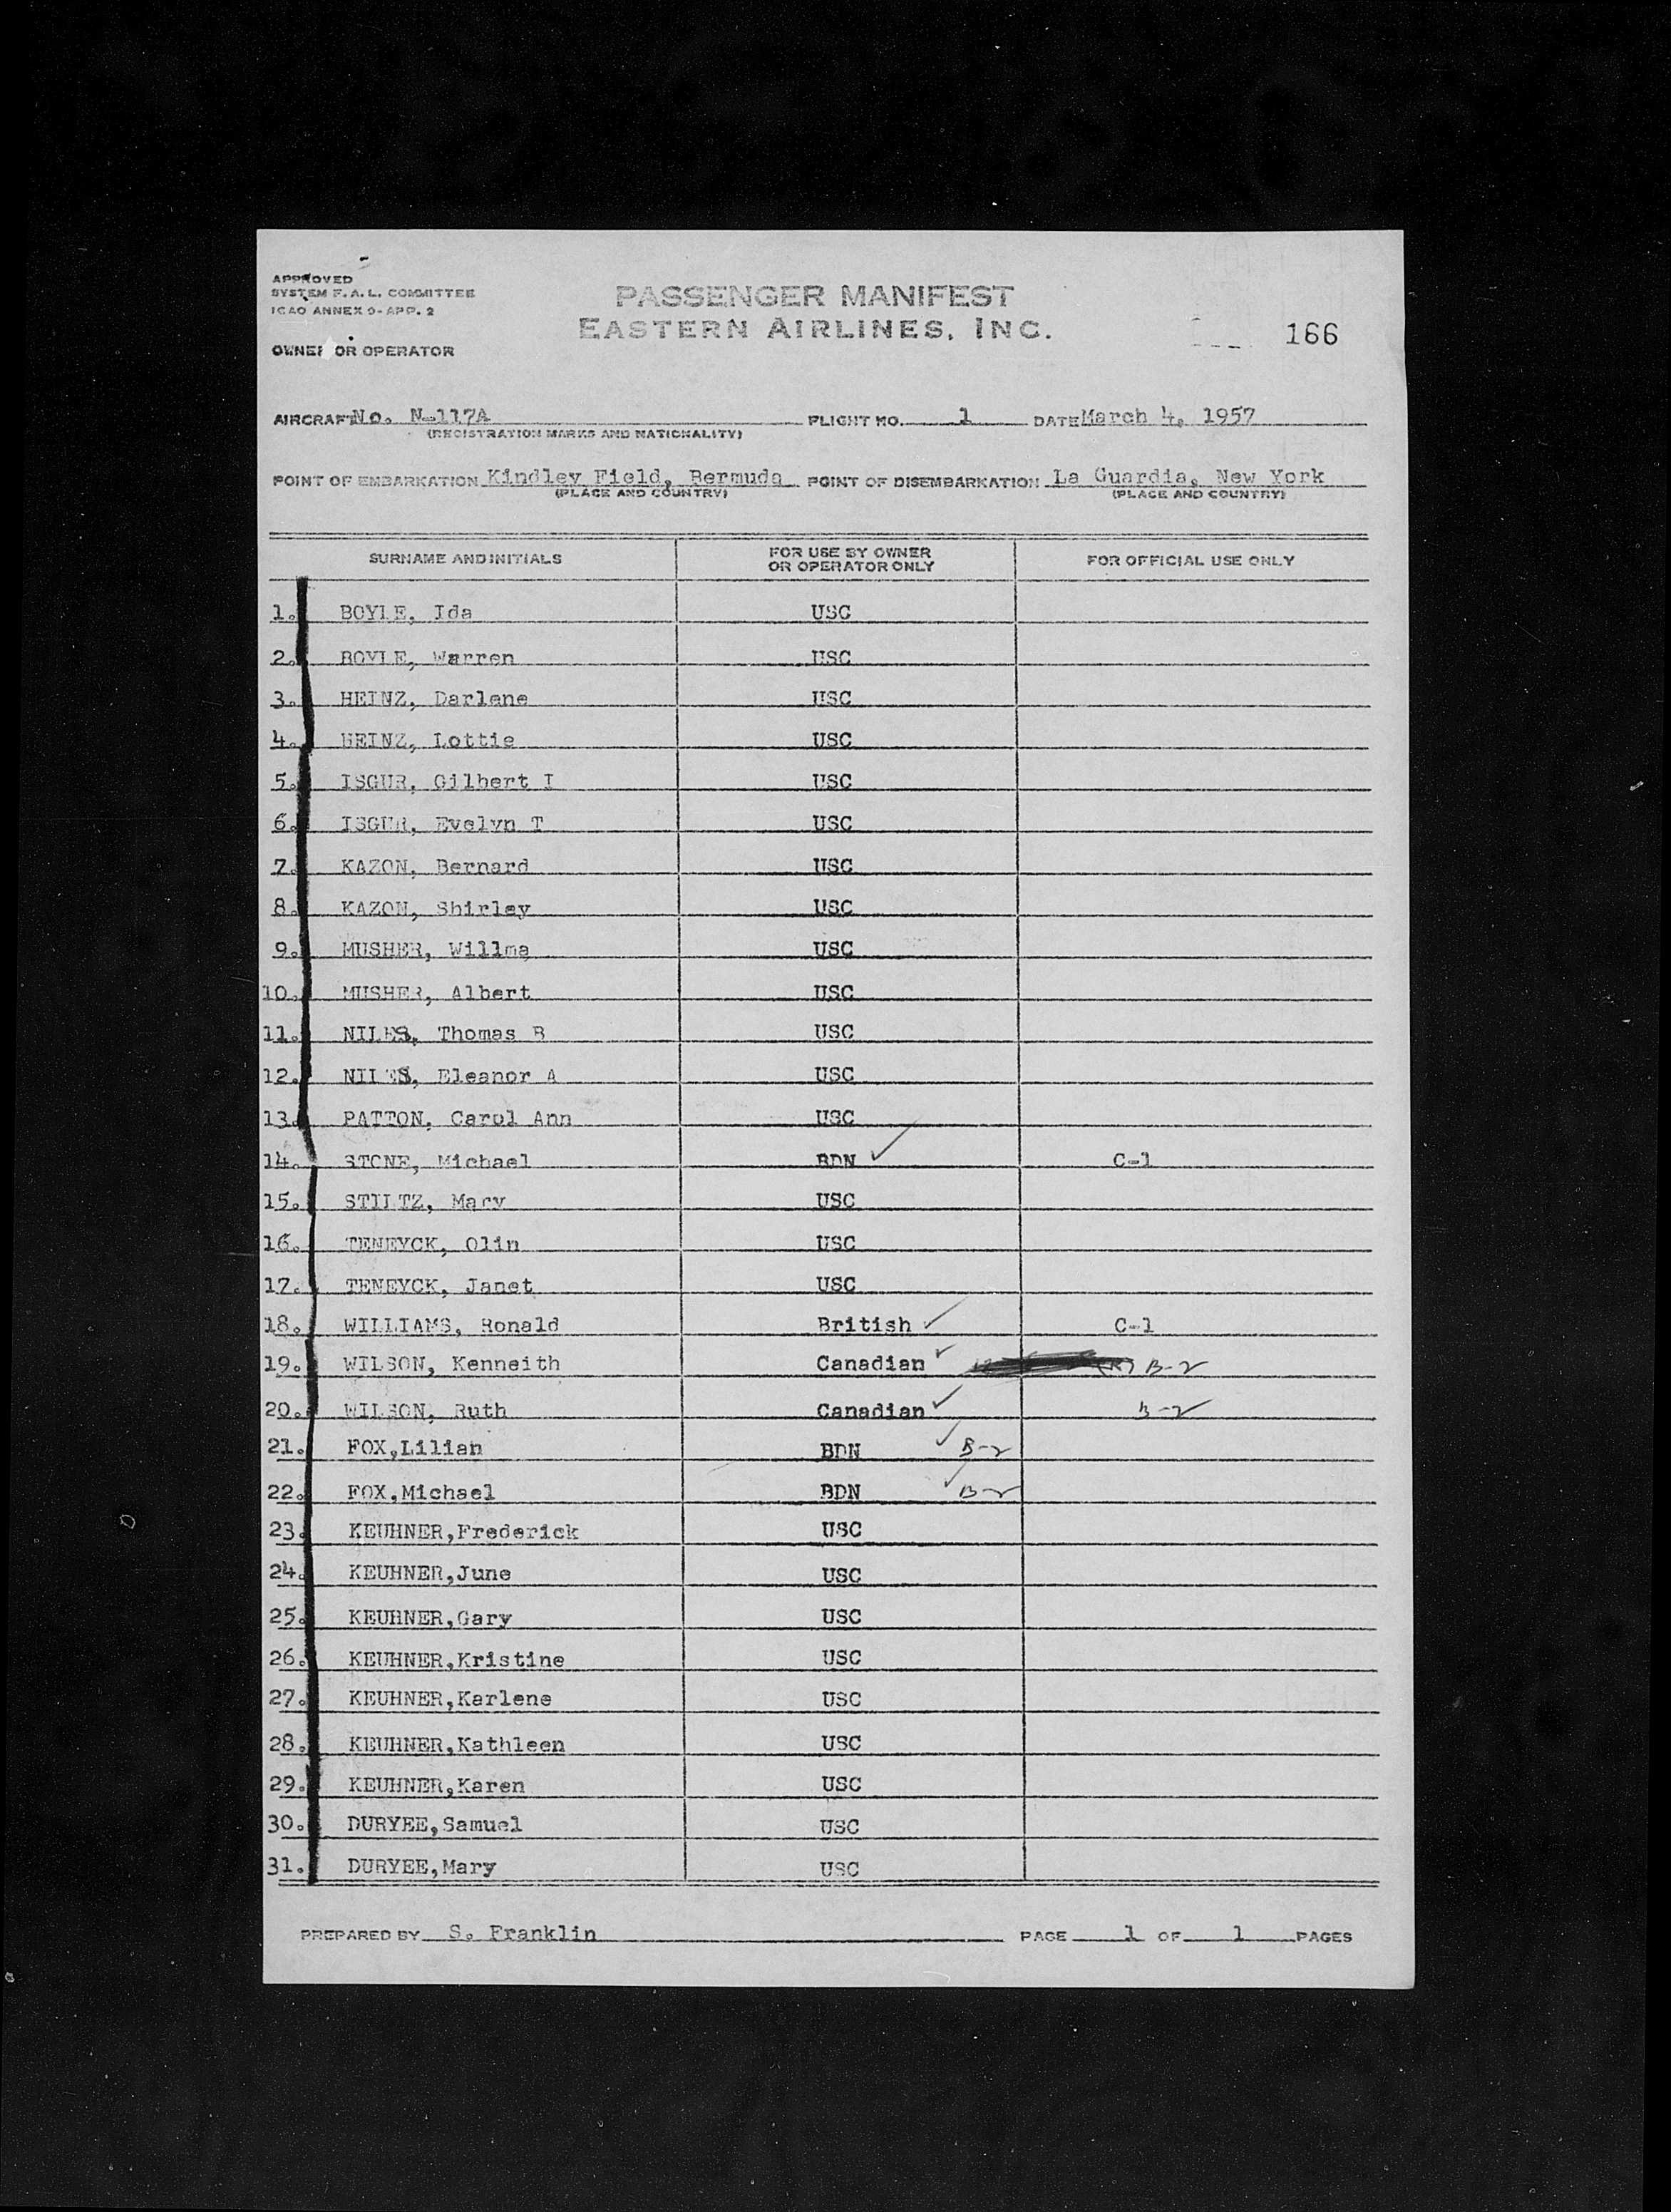 APPROVED
SYSTEM F.A.L. COMMITTEE
ICAO ANNEX 9-APP. 2
PASSENGER MANIFEST
EASTERN AIRLINES, INC.
166
OWNER OR OPERATOR
AIRCRAFT No. N-117A FLIGHT NO. 1 DATE March 4, 1957
(REGISTRATION MARKS AND NATIONALITY)
POINT OF EMBARKATION Kindley Field, Bermuda POINT OF DISEMBARKATION La Guardia, New York
(PLACE AND COUNTRY) (PLACE AND COUNTRY)
SURNAME AND INITIALS FOR USE BY OWNER OR OPERATOR ONLY FOR OFFICIAL USE ONLY
1. BOYLE, Ida USC
2. BOYLE, Warren USC
3. HEINZ, Darlene USC
4. HEINZ, Lottie USC
5. ISGUR, Gilbert I USC
6. ISGUR, Evelyn T USC
7. KAZON, Bernard USC
8. KAZON, Shirley USC
9. MUSHER, Willma USC
10. MUSHER, Albert USC
11. NILES, Thomas B USC
12. NILES, Eleanor A USC
13. PATTON, Carol Ann USC
14. STONE, Michael BDN ✓ C-1
15. STILTZ, Mary USC
16. TENEYCK, Olin USC
17. TENEYCK, Janet USC
18. WILLIAMS, Ronald British ✓ C-1
19. WILSON, Kenneith Canadian ✓ B-2
20. WILSON, Ruth Canadian ✓ B-2
21. FOX,Lilian BDN ✓ B-2
22. FOX,Michael BDN ✓ B-2
23. KEUHNER,Frederick USC
24. KEUHNER,June USC
25. KEUHNER,Gary USC
26. KEUHNER,Kristine USC
27. KEUHNER,Karlene USC
28. KEUHNER,Kathleen USC
29. KEUHNER,Karen USC
30. DURYEE,Samuel USC
31. DURYEE,Mary USC
PREPARED BY S. Franklin PAGE 1 OF 1 PAGES